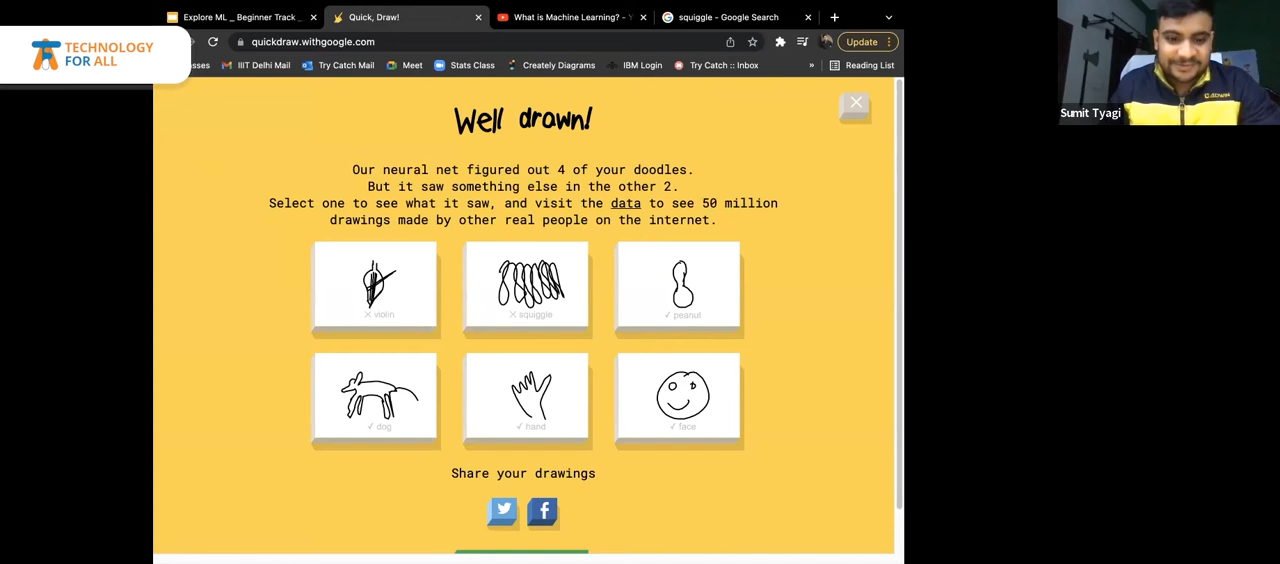 Explore ML _ Beginner Track _
Quick, Draw!
What is Machine Learning? - Y
squiggle - Google Search
quickdraw.withgoogle.com
Update
TECHNOLOGY
FOR ALL
IIIT Delhi Mail
Try Catch Mail
Meet
Stats Class
Creately Diagrams
IBM Login
Try Catch :: Inbox
»
Reading List
Well drawn!
Our neural net figured out 4 of your doodles.
But it saw something else in the other 2.
Select one to see what it saw, and visit the data to see 50 million
drawings made by other real people on the internet.
violin
squiggle
peanut
dog
hand
face
Share your drawings
Sumit Tyagi